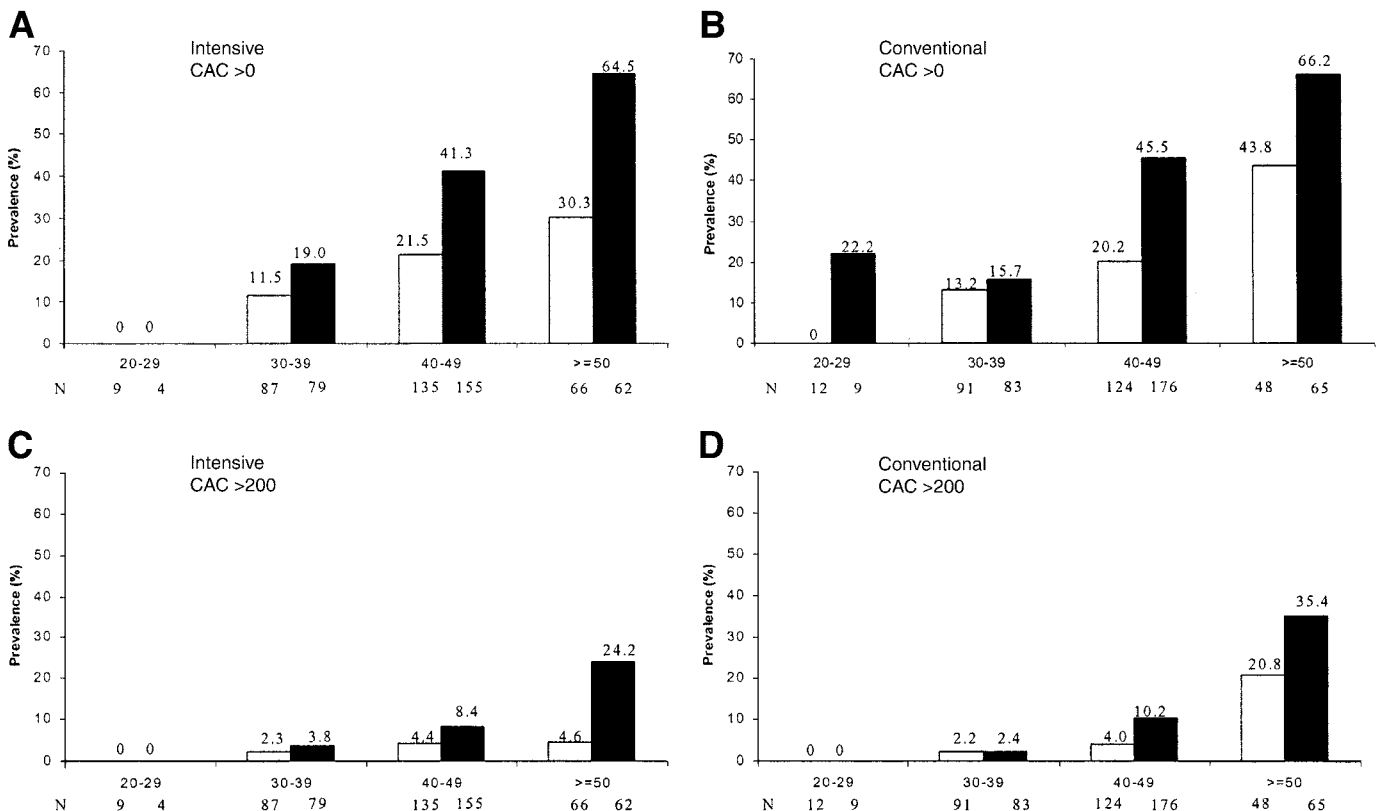 A
Intensive
CAC >0
Prevalence (%)
70
60
50
40
30
20
10
0
0 0
11.5 19.0
21.5 41.3
30.3 64.5
20-29 30-39 40-49 >=50
N 9 4 87 79 135 155 66 62
B
Conventional
CAC >0
Prevalence (%)
70
60
50
40
30
20
10
0
0 22.2
13.2 15.7
20.2 45.5
43.8 66.2
20-29 30-39 40-49 >=50
N 12 9 91 83 124 176 48 65
C
Intensive
CAC >200
Prevalence (%)
70
60
50
40
30
20
10
0
0 0
2.3 3.8
4.4 8.4
4.6 24.2
20-29 30-39 40-49 >=50
N 9 4 87 79 135 155 66 62
D
Conventional
CAC >200
Prevalence (%)
70
60
50
40
30
20
10
0
0 0
2.2 2.4
4.0 10.2
20.8 35.4
20-29 30-39 40-49 >=50
N 12 9 91 83 124 176 48 65